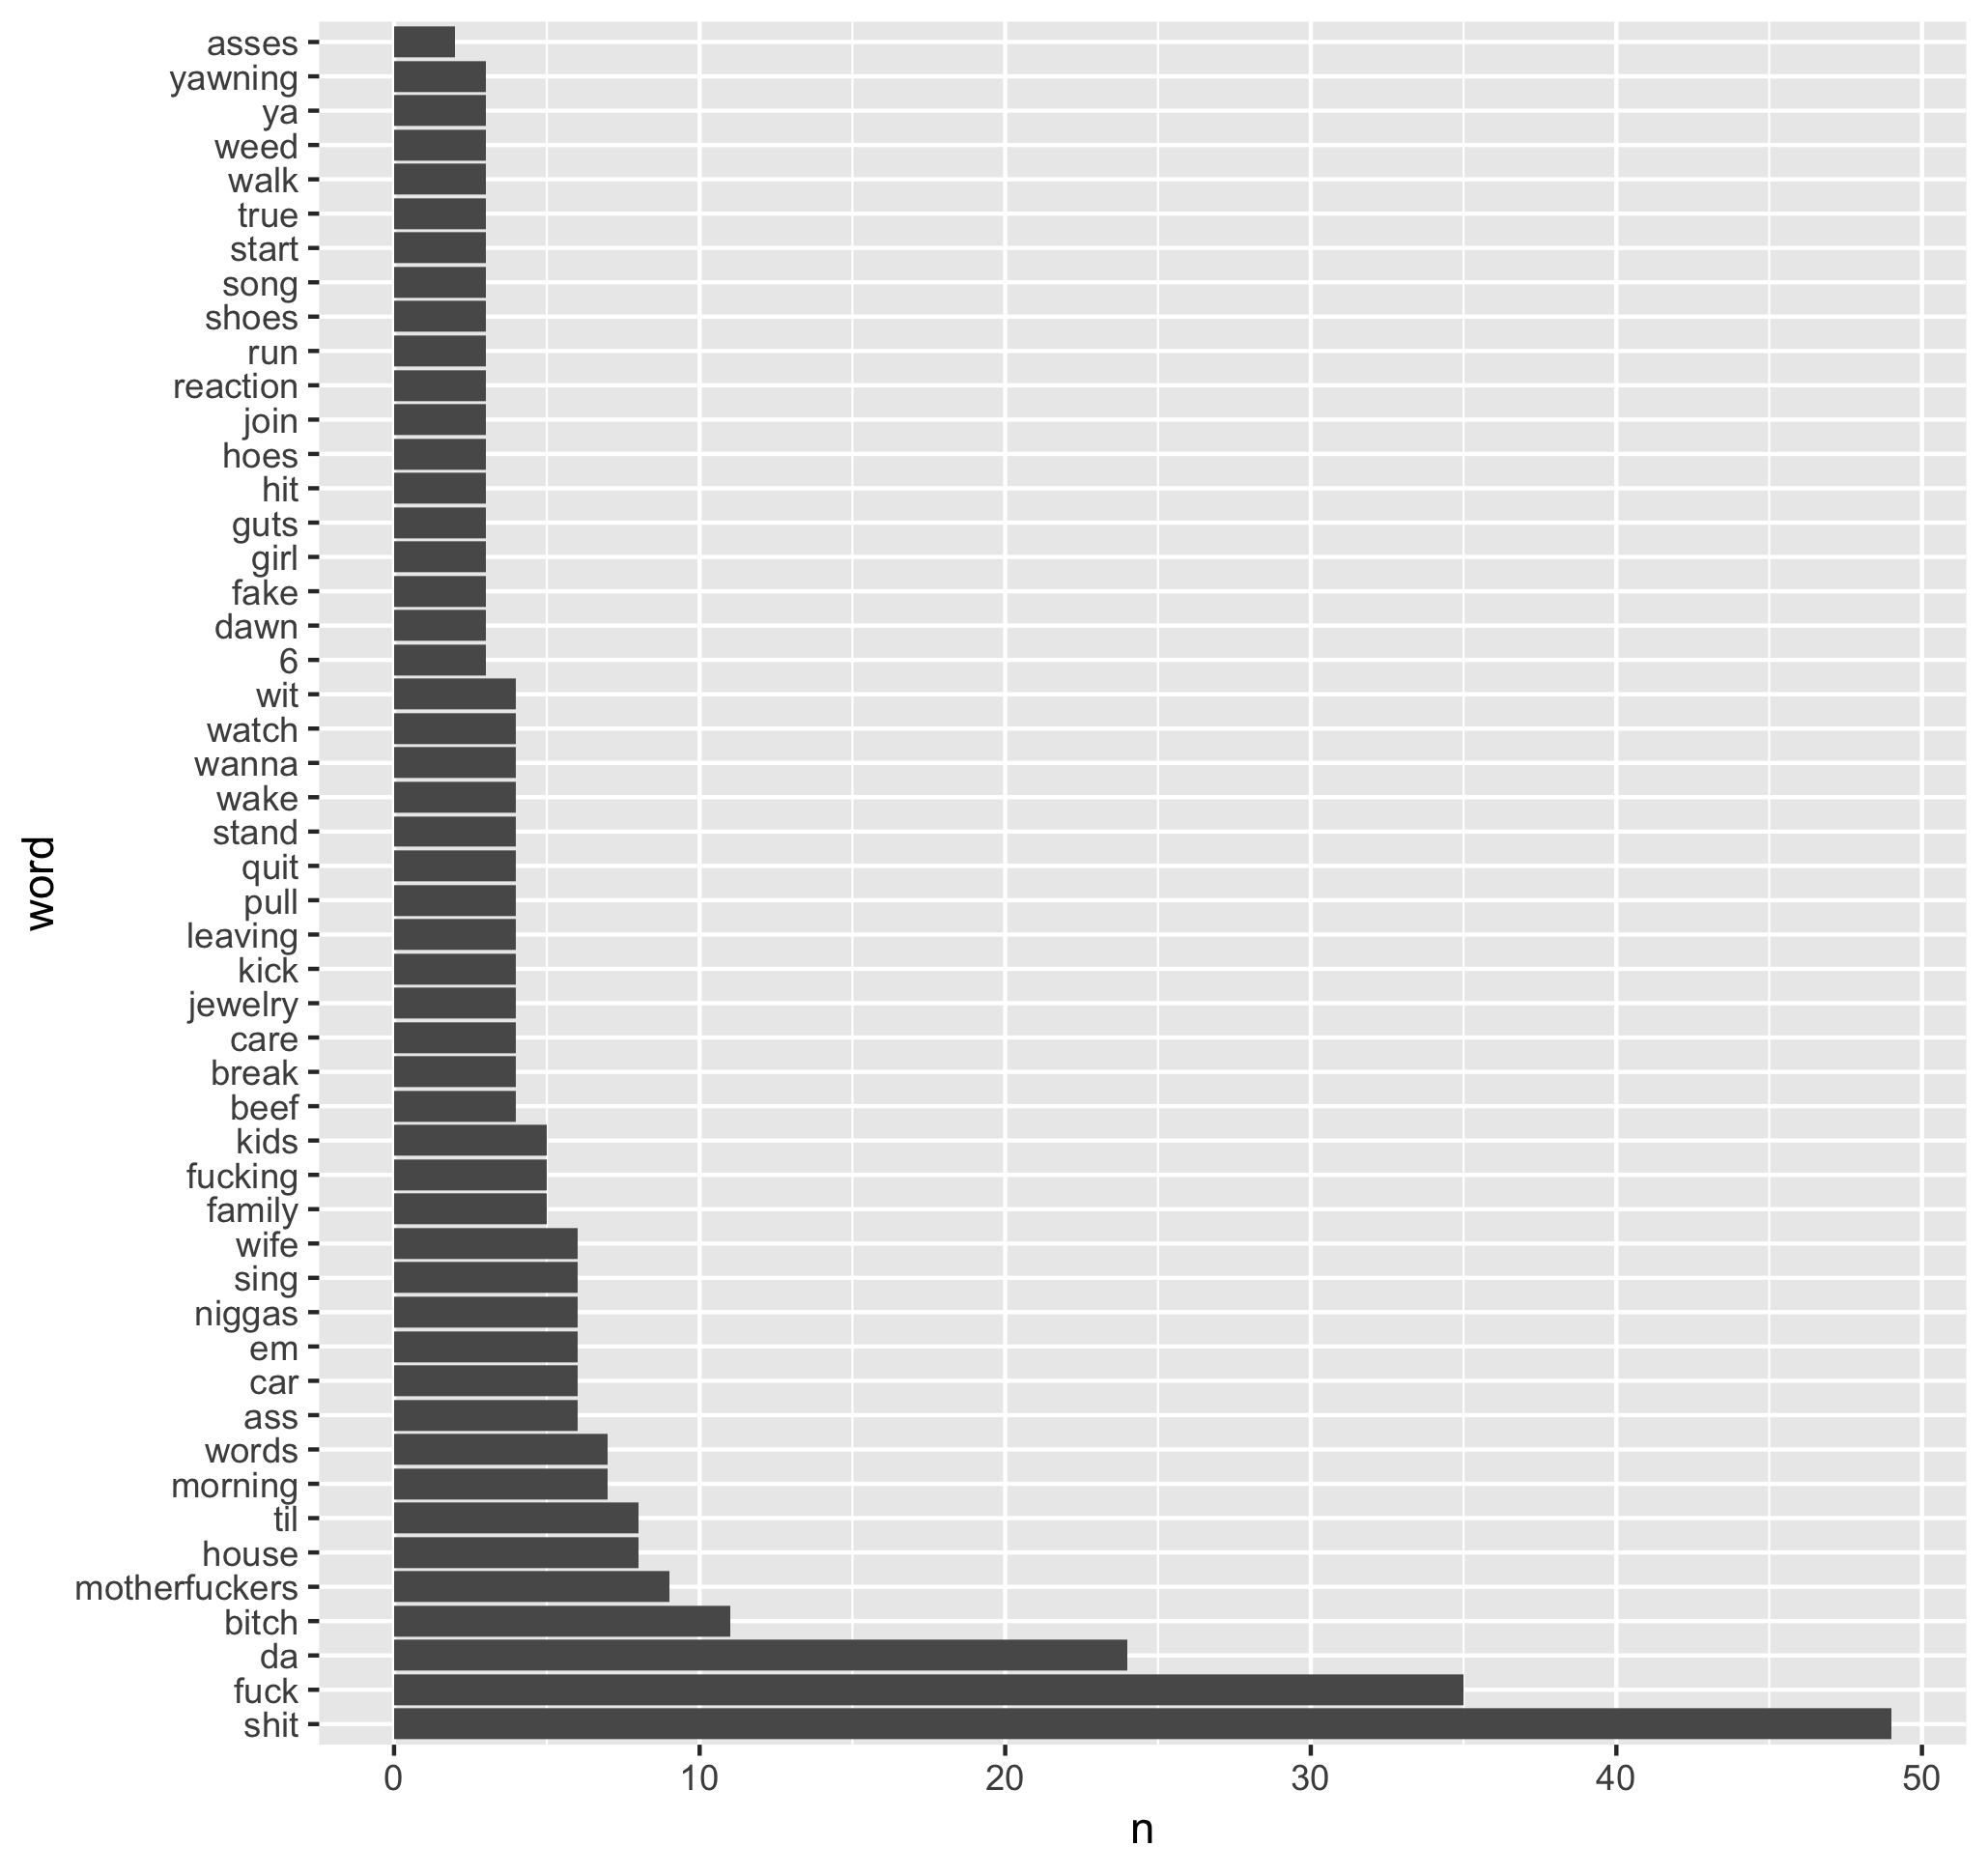 asses
yawning
ya
weed
walk
true
start
song
shoes
run
reaction
join
hoes
hit
guts
girl
fake
dawn
6
wit
watch
wanna
wake
stand
quit
pull
leaving
kick
jewelry
care
break
beef
kids
fucking
family
wife
sing
niggas
em
car
ass
words
morning
til
house
motherfuckers
bitch
da
fuck
shit
word
0 10 20 30 40 50
n